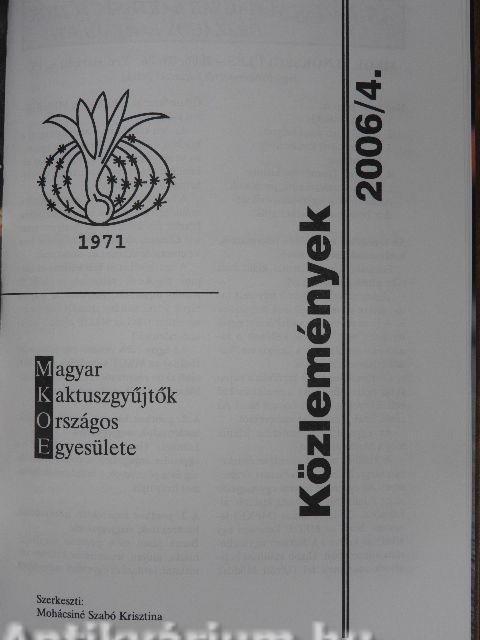 1971
Magyar
Kaktuszgyűjtők
Országos
Egyesülete
Közlemények
2006/4.
Szerkeszti:
Mohácsiné Szabó Krisztina
Antikvárium.hu